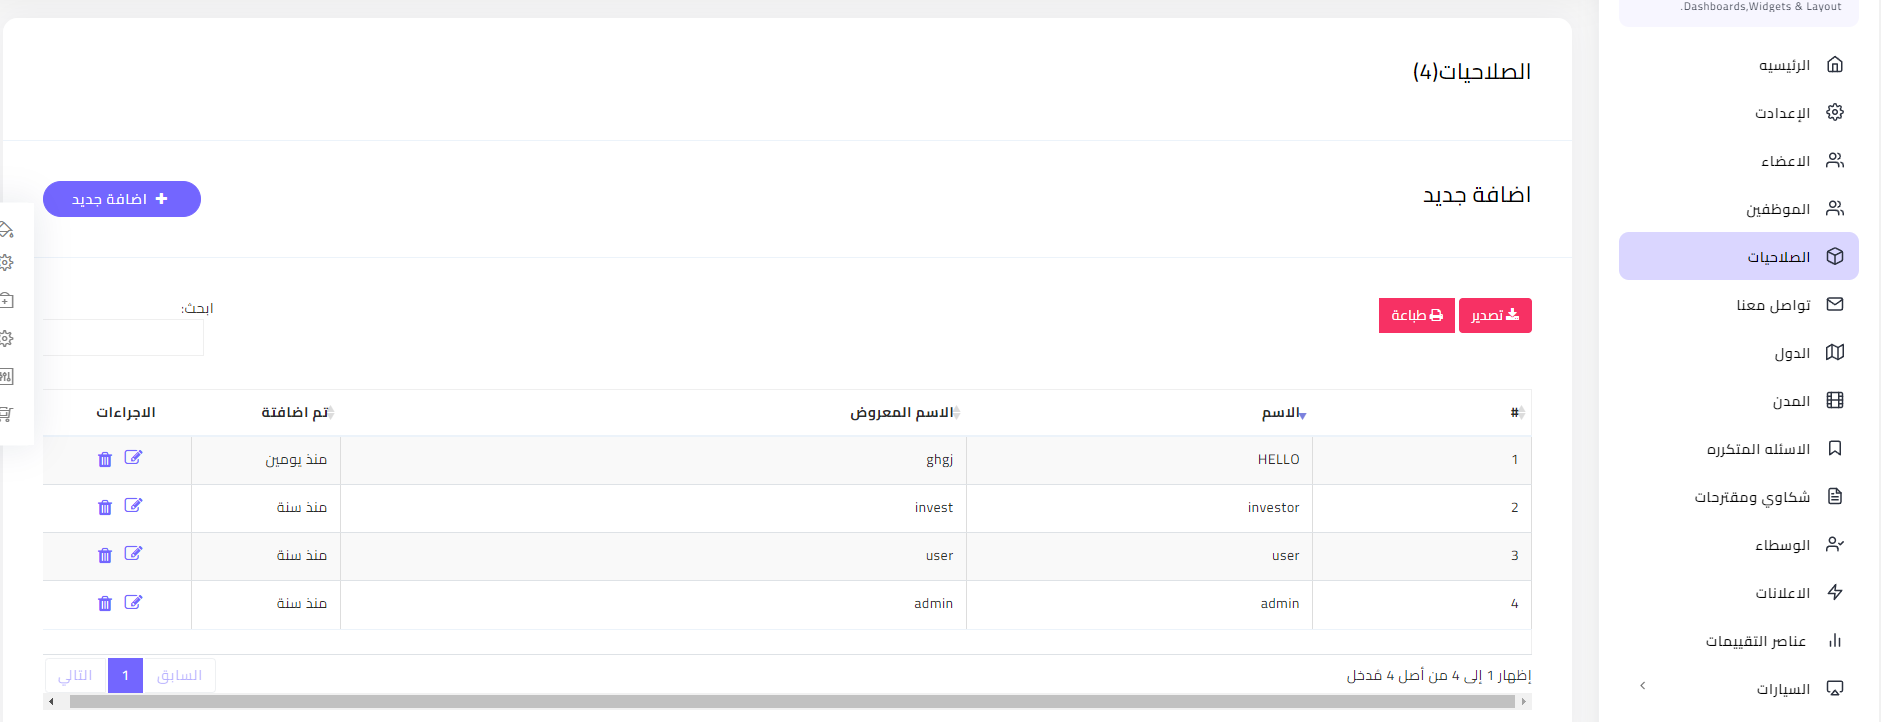 Dashboards,Widgets & Layout.
الرئيسيه
الإعدادت
الاعضاء
الموظفين
الصلاحيات
تواصل معنا
الدول
المدن
الاسئله المتكرره
شكاوي ومقترحات
الوسطاء
الاعلانات
عناصر التقييمات
السيارات
الصلاحيات(4)
اضافة جديد
اضافة جديد
تصدير
طباعة
ابحث:
# الاسم الاسم المعروض تم اضافتة الاجراءات
1 HELLO ghgj منذ يومين
2 investor invest منذ سنة
3 user user منذ سنة
4 admin admin منذ سنة
إظهار 1 إلى 4 من أصل 4 مُدخل
السابق 1 التالي